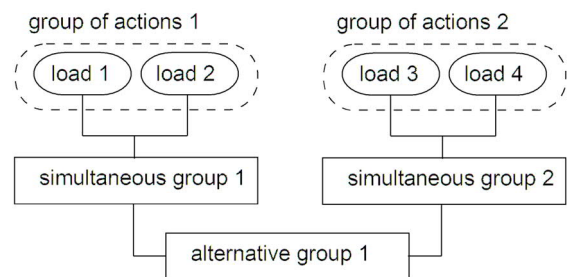 group of actions 1
group of actions 2
load 1
load 2
load 3
load 4
simultaneous group 1
simultaneous group 2
alternative group 1